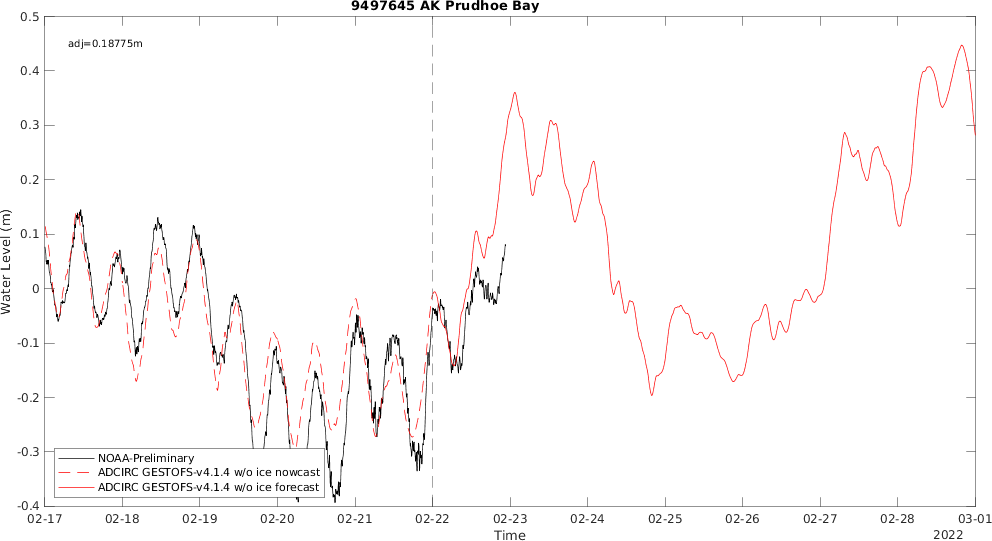 9497645 AK Prudhoe Bay
adj=0.18775m
0.5
0.4
0.3
0.2
0.1
0
-0.1
-0.2
-0.3
-0.4
Water Level (m)
NOAA-Preliminary
ADCIRC GESTOFS-v4.1.4 w/o ice nowcast
ADCIRC GESTOFS-v4.1.4 w/o ice forecast
02-17 02-18 02-19 02-20 02-21 02-22 02-23 02-24 02-25 02-26 02-27 02-28 03-01
Time
2022